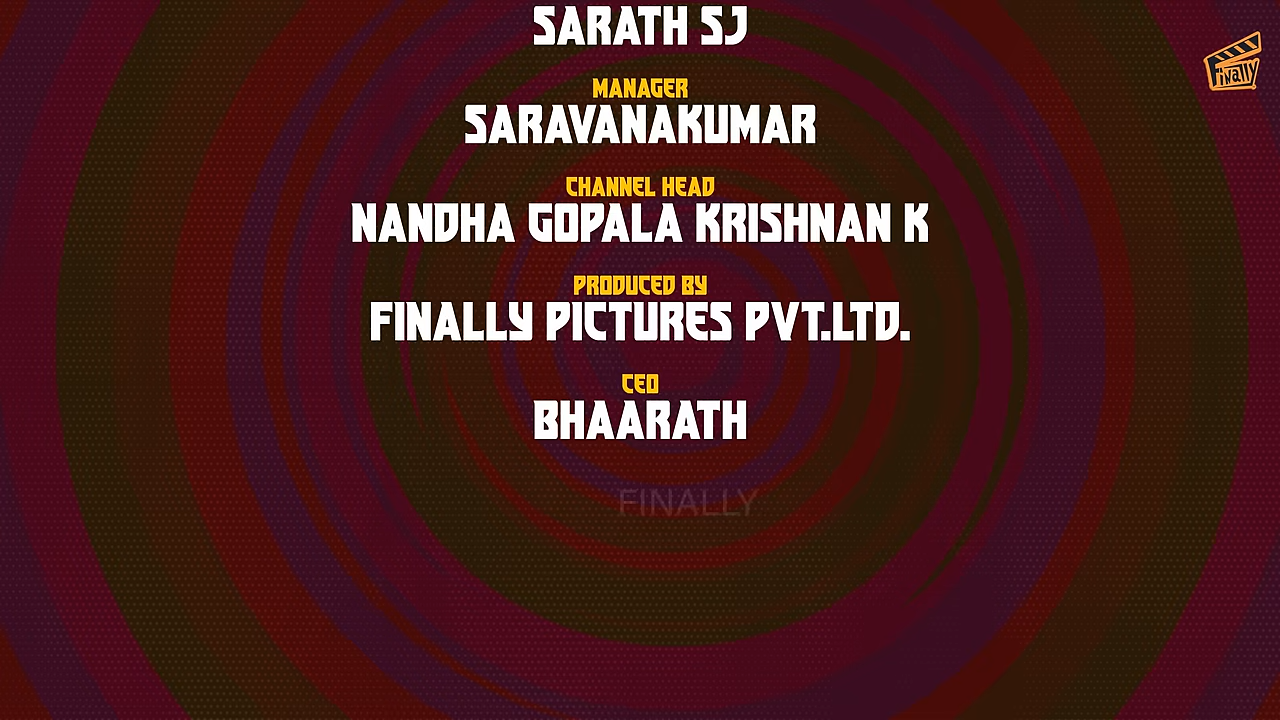 SARATH SJ
Finally
MANAGER
SARAVANAKUMAR
CHANNEL HEAD
NANDHA GOPALA KRISHNAN K
PRODUCED BY
FINALLY PICTURES PVT.LTD.
CEO
BHAARATH
FINALLY